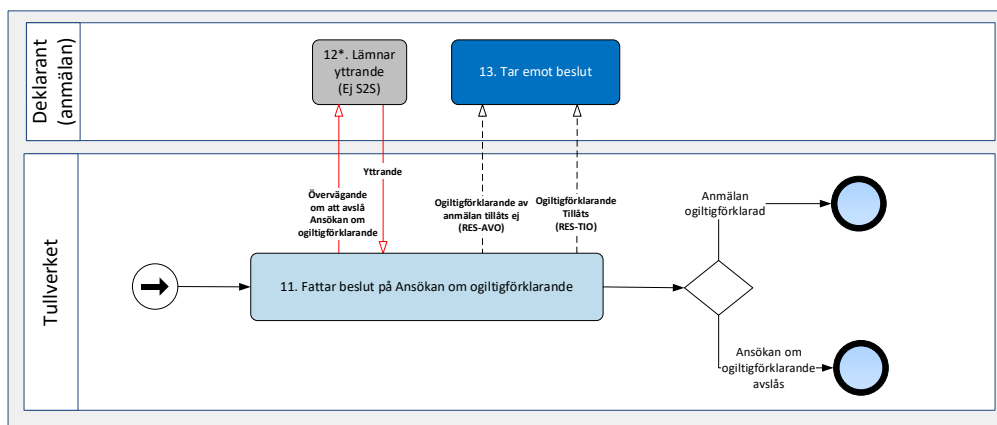 Deklarant
(anmälan)
12*. Lämnar
yttrande
(Ej S2S)
13. Tar emot beslut
Tullverket
Övervägande
om att avslå
Ansökan om
ogiltigförklarande
Yttrande
Ogiltigförklarande av
anmälan tillåts ej
(RES-AVO)
Ogiltigförklarande
Tillåts
(RES-TIO)
11. Fattar beslut på Ansökan om ogiltigförklarande
Anmälan
ogiltigförklarad
Ansökan om
ogiltigförklarande
avslås